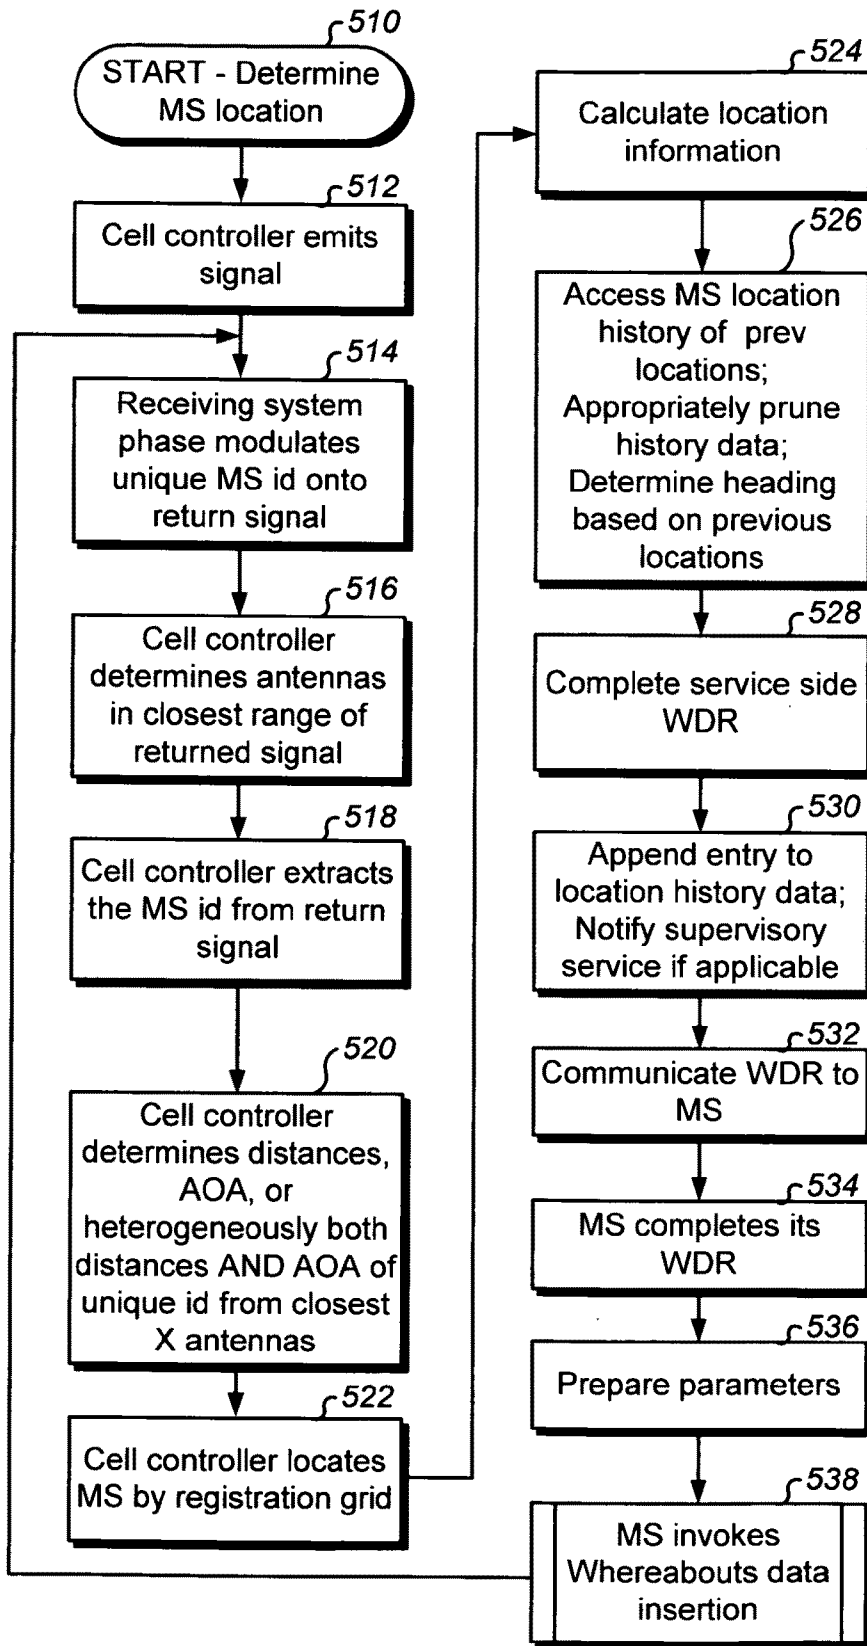 510
START - Determine
MS location
512
Cell controller emits
signal
514
Receiving system
phase modulates
unique MS id onto
return signal
516
Cell controller
determines antennas
in closest range of
returned signal
518
Cell controller extracts
the MS id from return
signal
520
Cell controller
determines distances,
AOA, or
heterogeneously both
distances AND AOA of
unique id from closest
X antennas
522
Cell controller locates
MS by registration grid
524
Calculate location
information
526
Access MS location
history of prev
locations;
Appropriately prune
history data;
Determine heading
based on previous
locations
528
Complete service side
WDR
530
Append entry to
location history data;
Notify supervisory
service if applicable
532
Communicate WDR to
MS
534
MS completes its
WDR
536
Prepare parameters
538
MS invokes
Whereabouts data
insertion